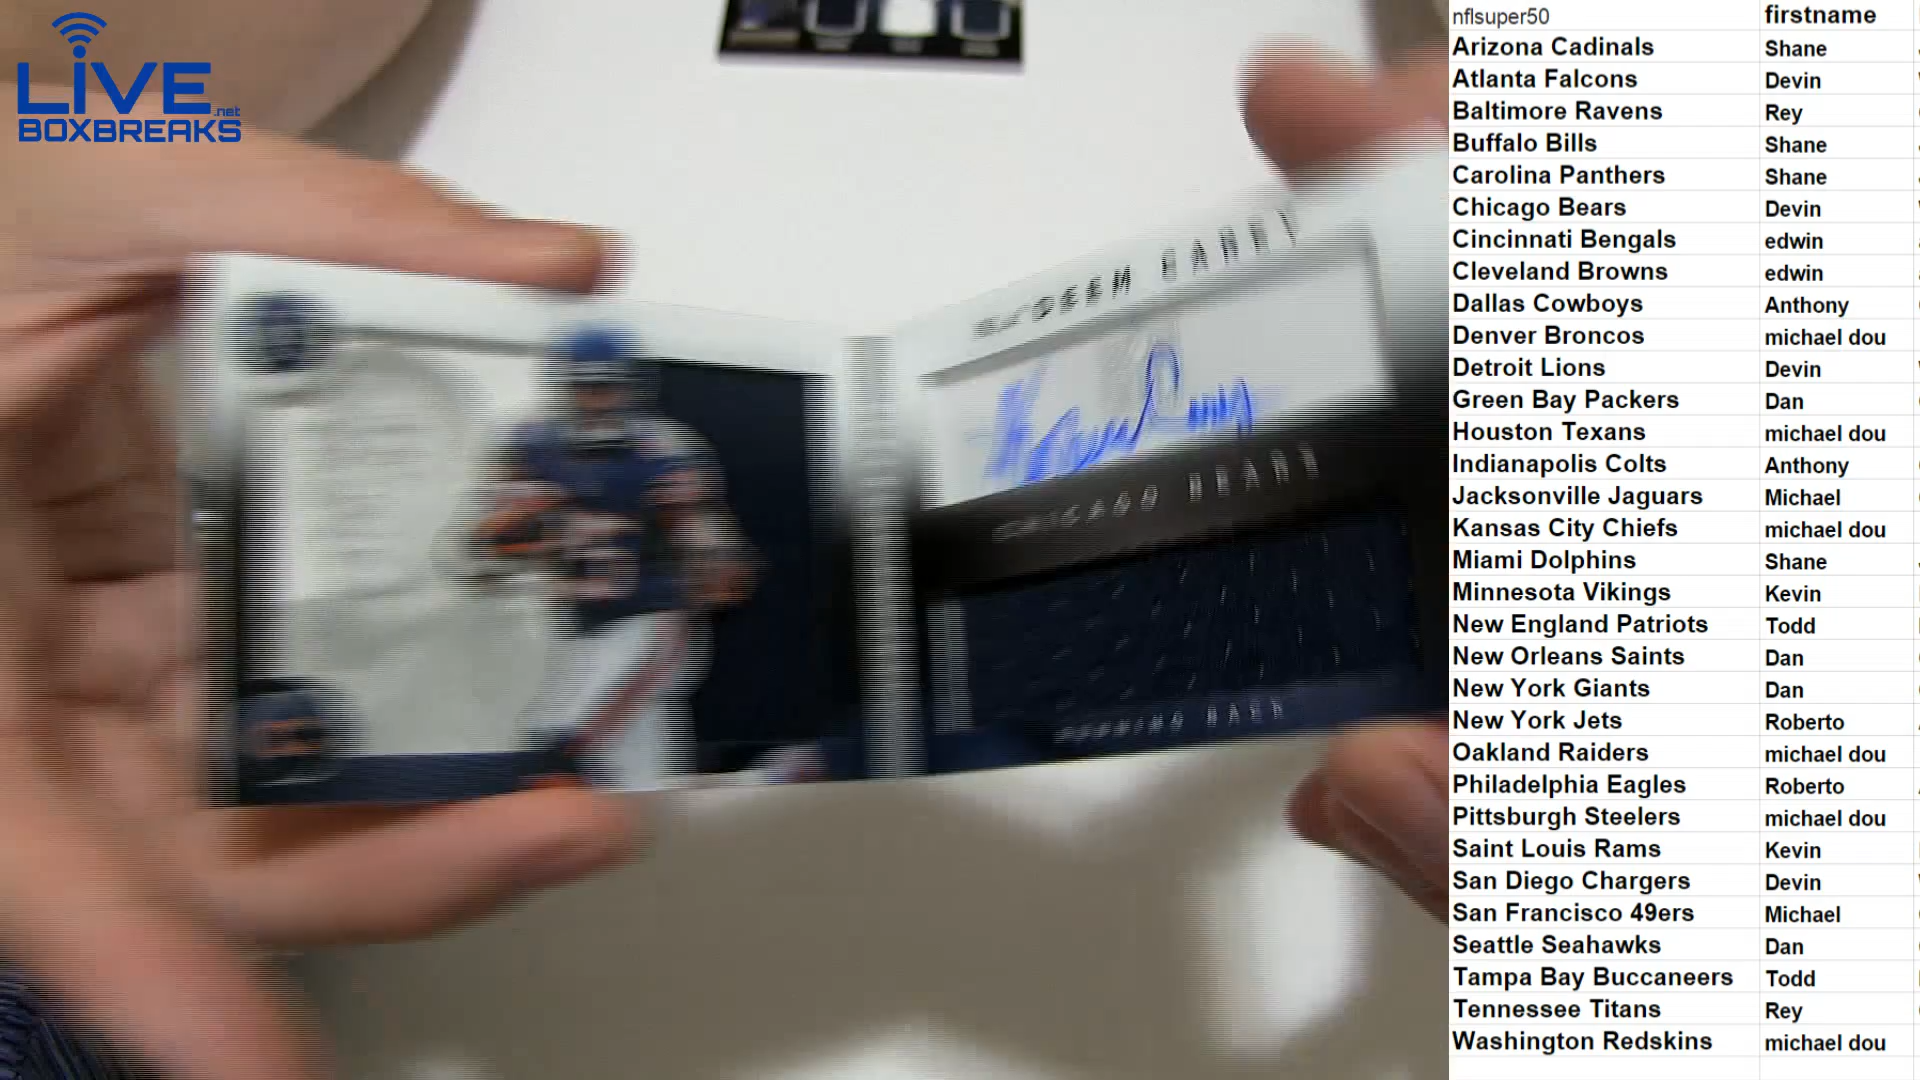 LIVE.net
BOXBREAKS
CHICAGO BEARS
RUNNING BACK
nflsuper50 firstname
Arizona Cadinals Shane
Atlanta Falcons Devin
Baltimore Ravens Rey
Buffalo Bills Shane
Carolina Panthers Shane
Chicago Bears Devin
Cincinnati Bengals edwin
Cleveland Browns edwin
Dallas Cowboys Anthony
Denver Broncos michael dou
Detroit Lions Devin
Green Bay Packers Dan
Houston Texans michael dou
Indianapolis Colts Anthony
Jacksonville Jaguars Michael
Kansas City Chiefs michael dou
Miami Dolphins Shane
Minnesota Vikings Kevin
New England Patriots Todd
New Orleans Saints Dan
New York Giants Dan
New York Jets Roberto
Oakland Raiders michael dou
Philadelphia Eagles Roberto
Pittsburgh Steelers michael dou
Saint Louis Rams Kevin
San Diego Chargers Devin
San Francisco 49ers Michael
Seattle Seahawks Dan
Tampa Bay Buccaneers Todd
Tennessee Titans Rey
Washington Redskins michael dou